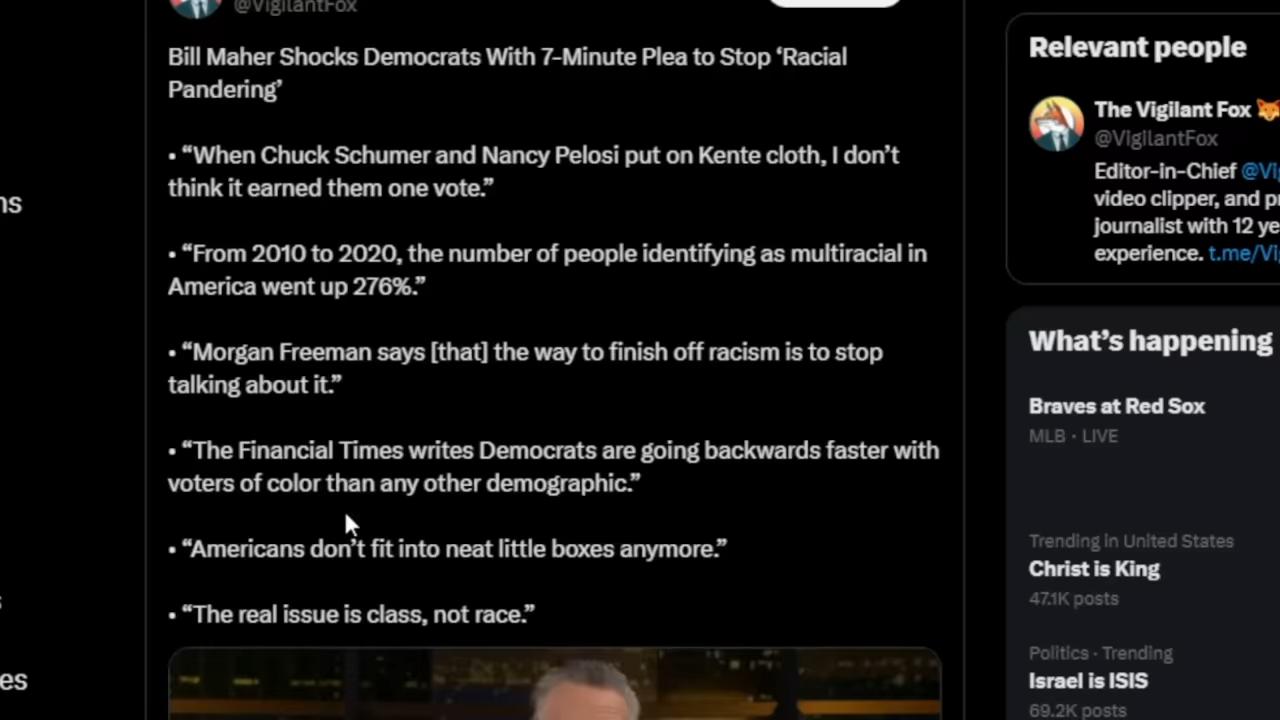 @VigilantFox
Bill Maher Shocks Democrats With 7-Minute Plea to Stop ‘Racial
Pandering’
• “When Chuck Schumer and Nancy Pelosi put on Kente cloth, I don’t
think it earned them one vote.”
• “From 2010 to 2020, the number of people identifying as multiracial in
America went up 276%.”
• “Morgan Freeman says [that] the way to finish off racism is to stop
talking about it.”
• “The Financial Times writes Democrats are going backwards faster with
voters of color than any other demographic.”
• “Americans don’t fit into neat little boxes anymore.”
• “The real issue is class, not race.”
Relevant people
The Vigilant Fox
@VigilantFox
Editor-in-Chief @Vi
video clipper, and p
journalist with 12 ye
experience. t.me/Vi
What’s happening
Braves at Red Sox
MLB · LIVE
Trending in United States
Christ is King
47.1K posts
Politics · Trending
Israel is ISIS
69.2K posts